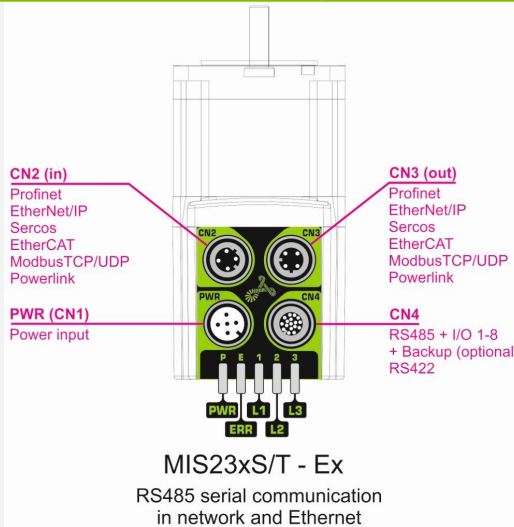 CN2 (in)
Profinet
EtherNet/IP
Sercos
EtherCAT
ModbusTCP/UDP
Powerlink
CN3 (out)
Profinet
EtherNet/IP
Sercos
EtherCAT
ModbusTCP/UDP
Powerlink
CN2
CN3
PWR (CN1)
Power input
PWR
CN4
CN4
RS485 + I/O 1-8
+ Backup (optional
RS422
P E 1 2 3
PWR L1 L3
ERR L2
MIS23xS/T - Ex
RS485 serial communication
in network and Ethernet